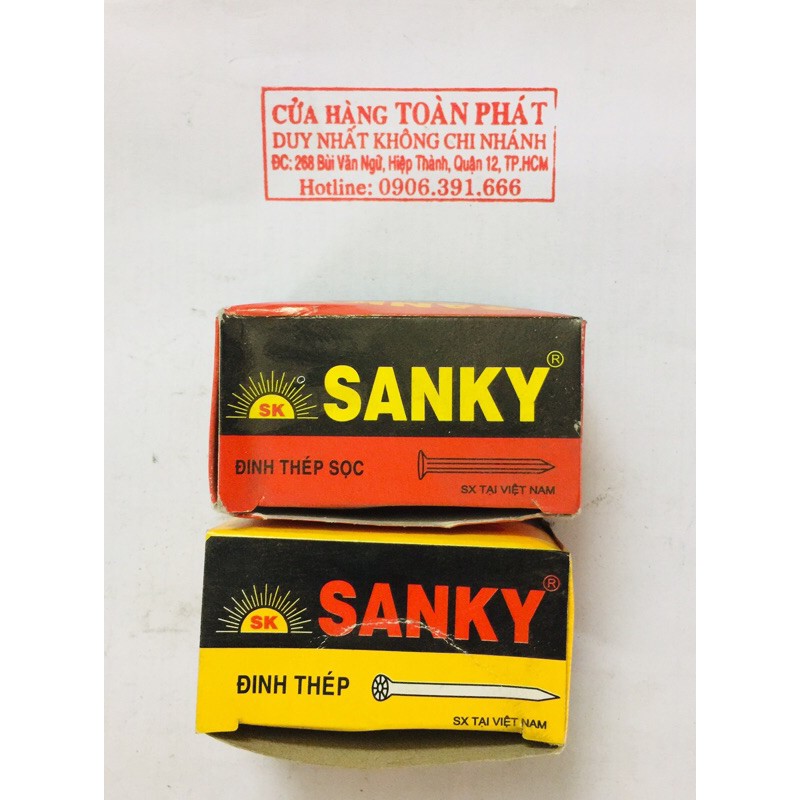 CỬA HÀNG TOÀN PHÁT
DUY NHẤT KHÔNG CHI NHÁNH
ĐC: 268 Bùi Văn Ngữ, Hiệp Thành, Quận 12, TP.HCM
Hotline: 0906.391.666
SANKY®
SK
ĐINH THÉP SỌC
SX TẠI VIỆT NAM
SANKY®
SK
ĐINH THÉP
SX TẠI VIỆT NAM